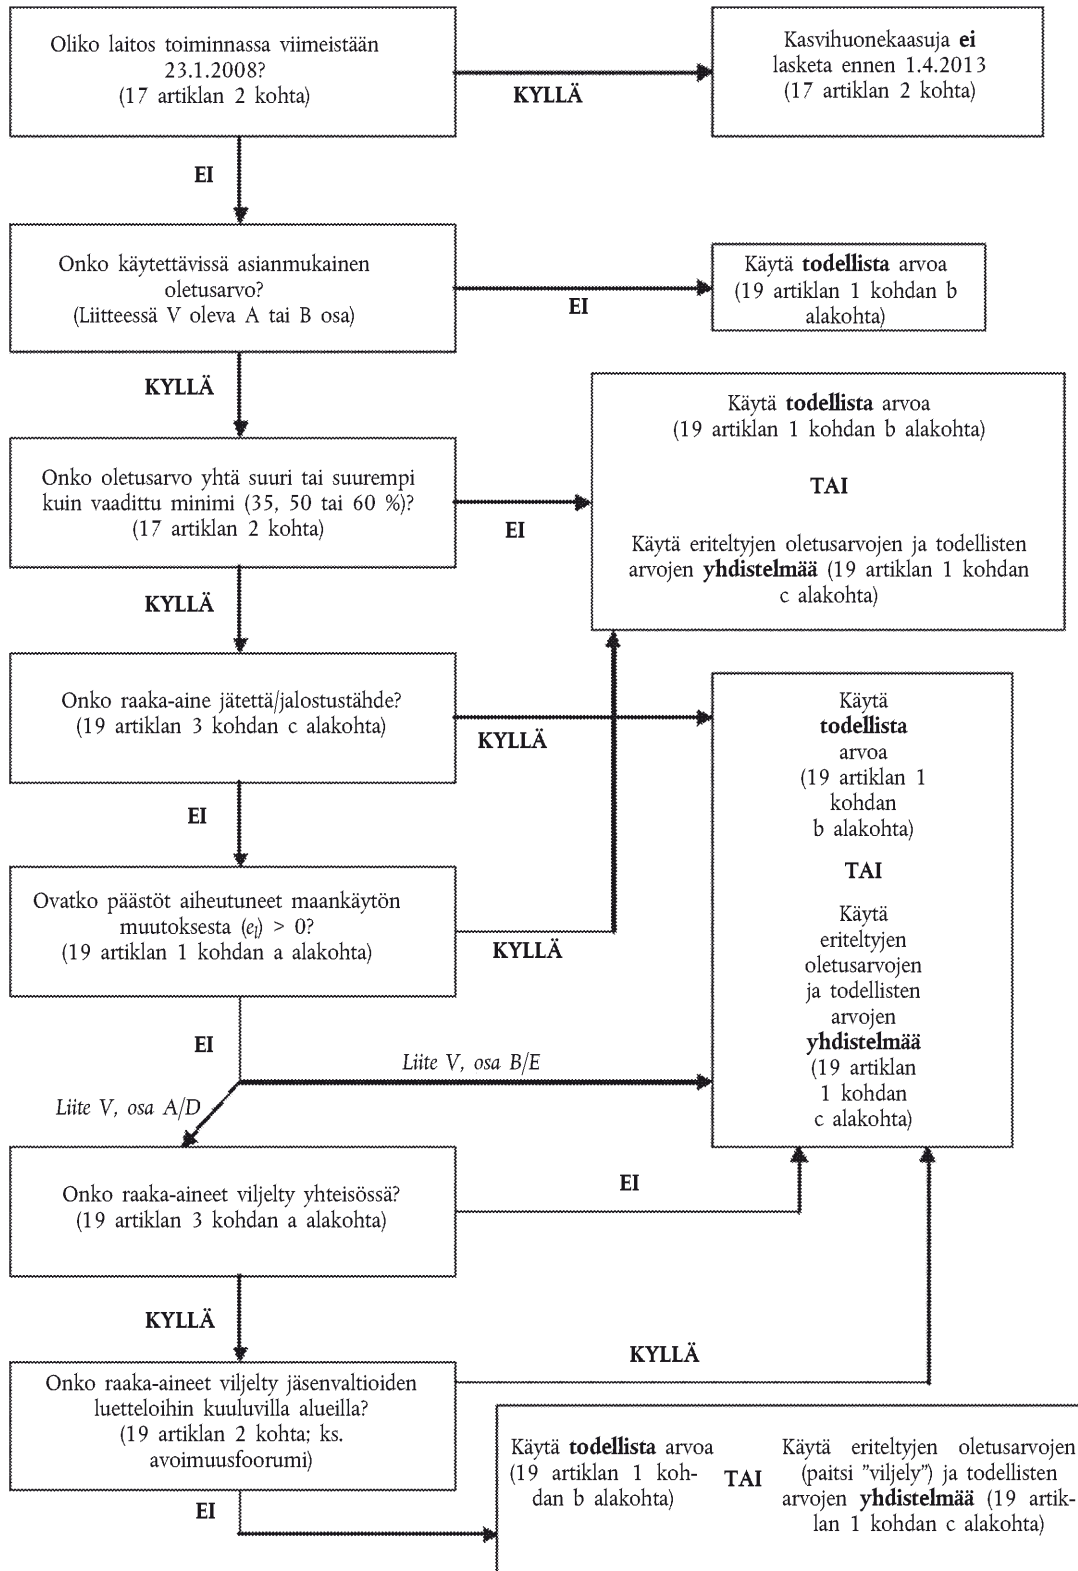 Oliko laitos toiminnassa viimeistään
23.1.2008?
(17 artiklan 2 kohta)
KYLLÄ
Kasvihuonekaasuja ei
lasketa ennen 1.4.2013
(17 artiklan 2 kohta)
EI
Onko käytettävissä asianmukainen
oletusarvo?
(Liitteessä V oleva A tai B osa)
EI
Käytä todellista arvoa
(19 artiklan 1 kohdan b
alakohta)
KYLLÄ
Onko oletusarvo yhtä suuri tai suurempi
kuin vaadittu minimi (35, 50 tai 60 %)?
(17 artiklan 2 kohta)
EI
Käytä todellista arvoa
(19 artiklan 1 kohdan b alakohta)
TAI
Käytä eriteltyjen oletusarvojen ja todellisten
arvojen yhdistelmää (19 artiklan 1 kohdan
c alakohta)
KYLLÄ
Onko raaka-aine jätettä/jalostustähde?
(19 artiklan 3 kohdan c alakohta)
KYLLÄ
Käytä
todellista
arvoa
(19 artiklan 1
kohdan
b alakohta)
TAI
Käytä
eriteltyjen
oletusarvojen
ja todellisten
arvojen
yhdistelmää
(19 artiklan
1 kohdan
c alakohta)
EI
Ovatko päästöt aiheutuneet maankäytön
muutoksesta (el) > 0?
(19 artiklan 1 kohdan a alakohta)
KYLLÄ
EI
Liite V, osa B/E
Liite V, osa A/D
Onko raaka-aineet viljelty yhteisössä?
(19 artiklan 3 kohdan a alakohta)
EI
KYLLÄ
Onko raaka-aineet viljelty jäsenvaltioiden
luetteloihin kuuluvilla alueilla?
(19 artiklan 2 kohta; ks.
avoimuusfoorumi)
KYLLÄ
EI
Käytä todellista arvoa
(19 artiklan 1 koh-
dan b alakohta)
TAI
Käytä eriteltyjen oletusarvojen
(paitsi ”viljely”) ja todellisten
arvojen yhdistelmää (19 artik-
lan 1 kohdan c alakohta)